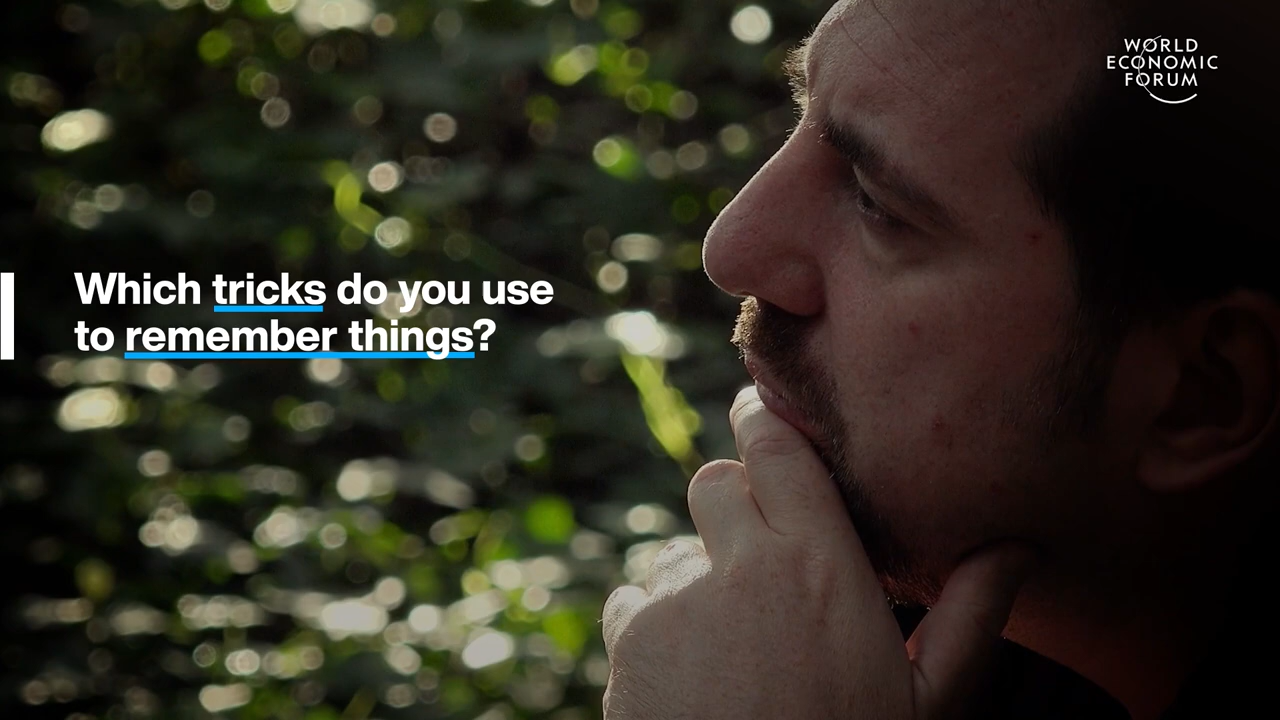 WORLD
ECONOMIC
FORUM
Which tricks do you use
to remember things?